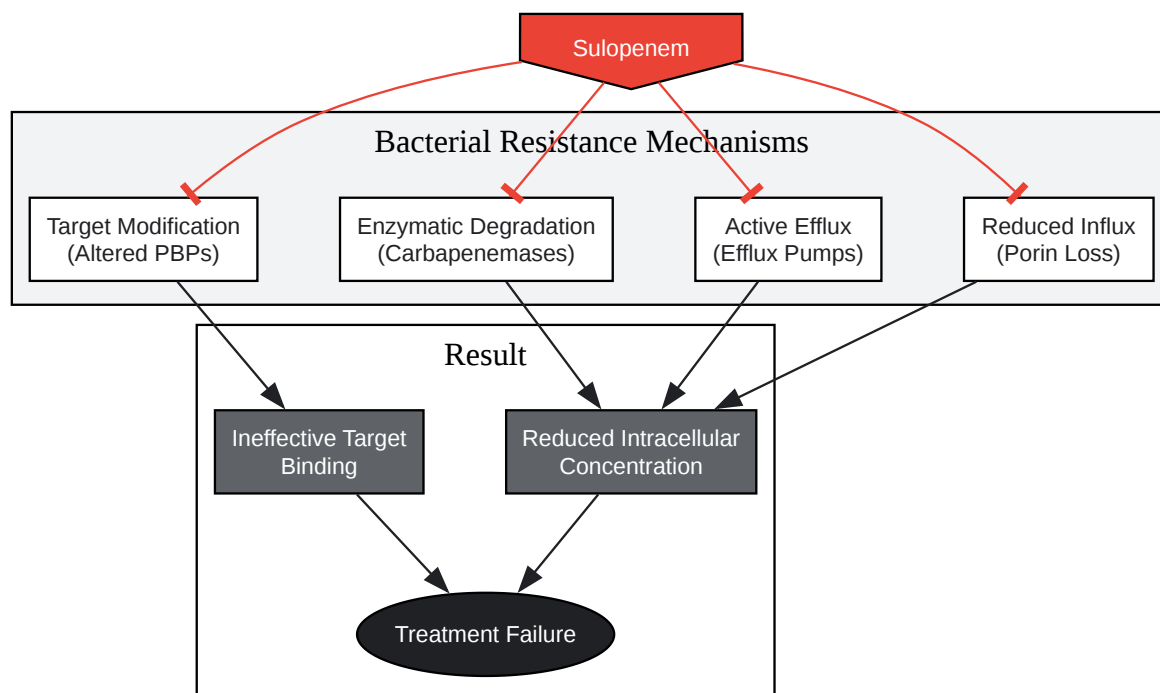 Sulopenem
Bacterial Resistance Mechanisms
Target Modification
(Altered PBPs)
Enzymatic Degradation
(Carbapenemases)
Active Efflux
(Efflux Pumps)
Reduced Influx
(Porin Loss)
Result
Ineffective Target
Binding
Reduced Intracellular
Concentration
Treatment Failure